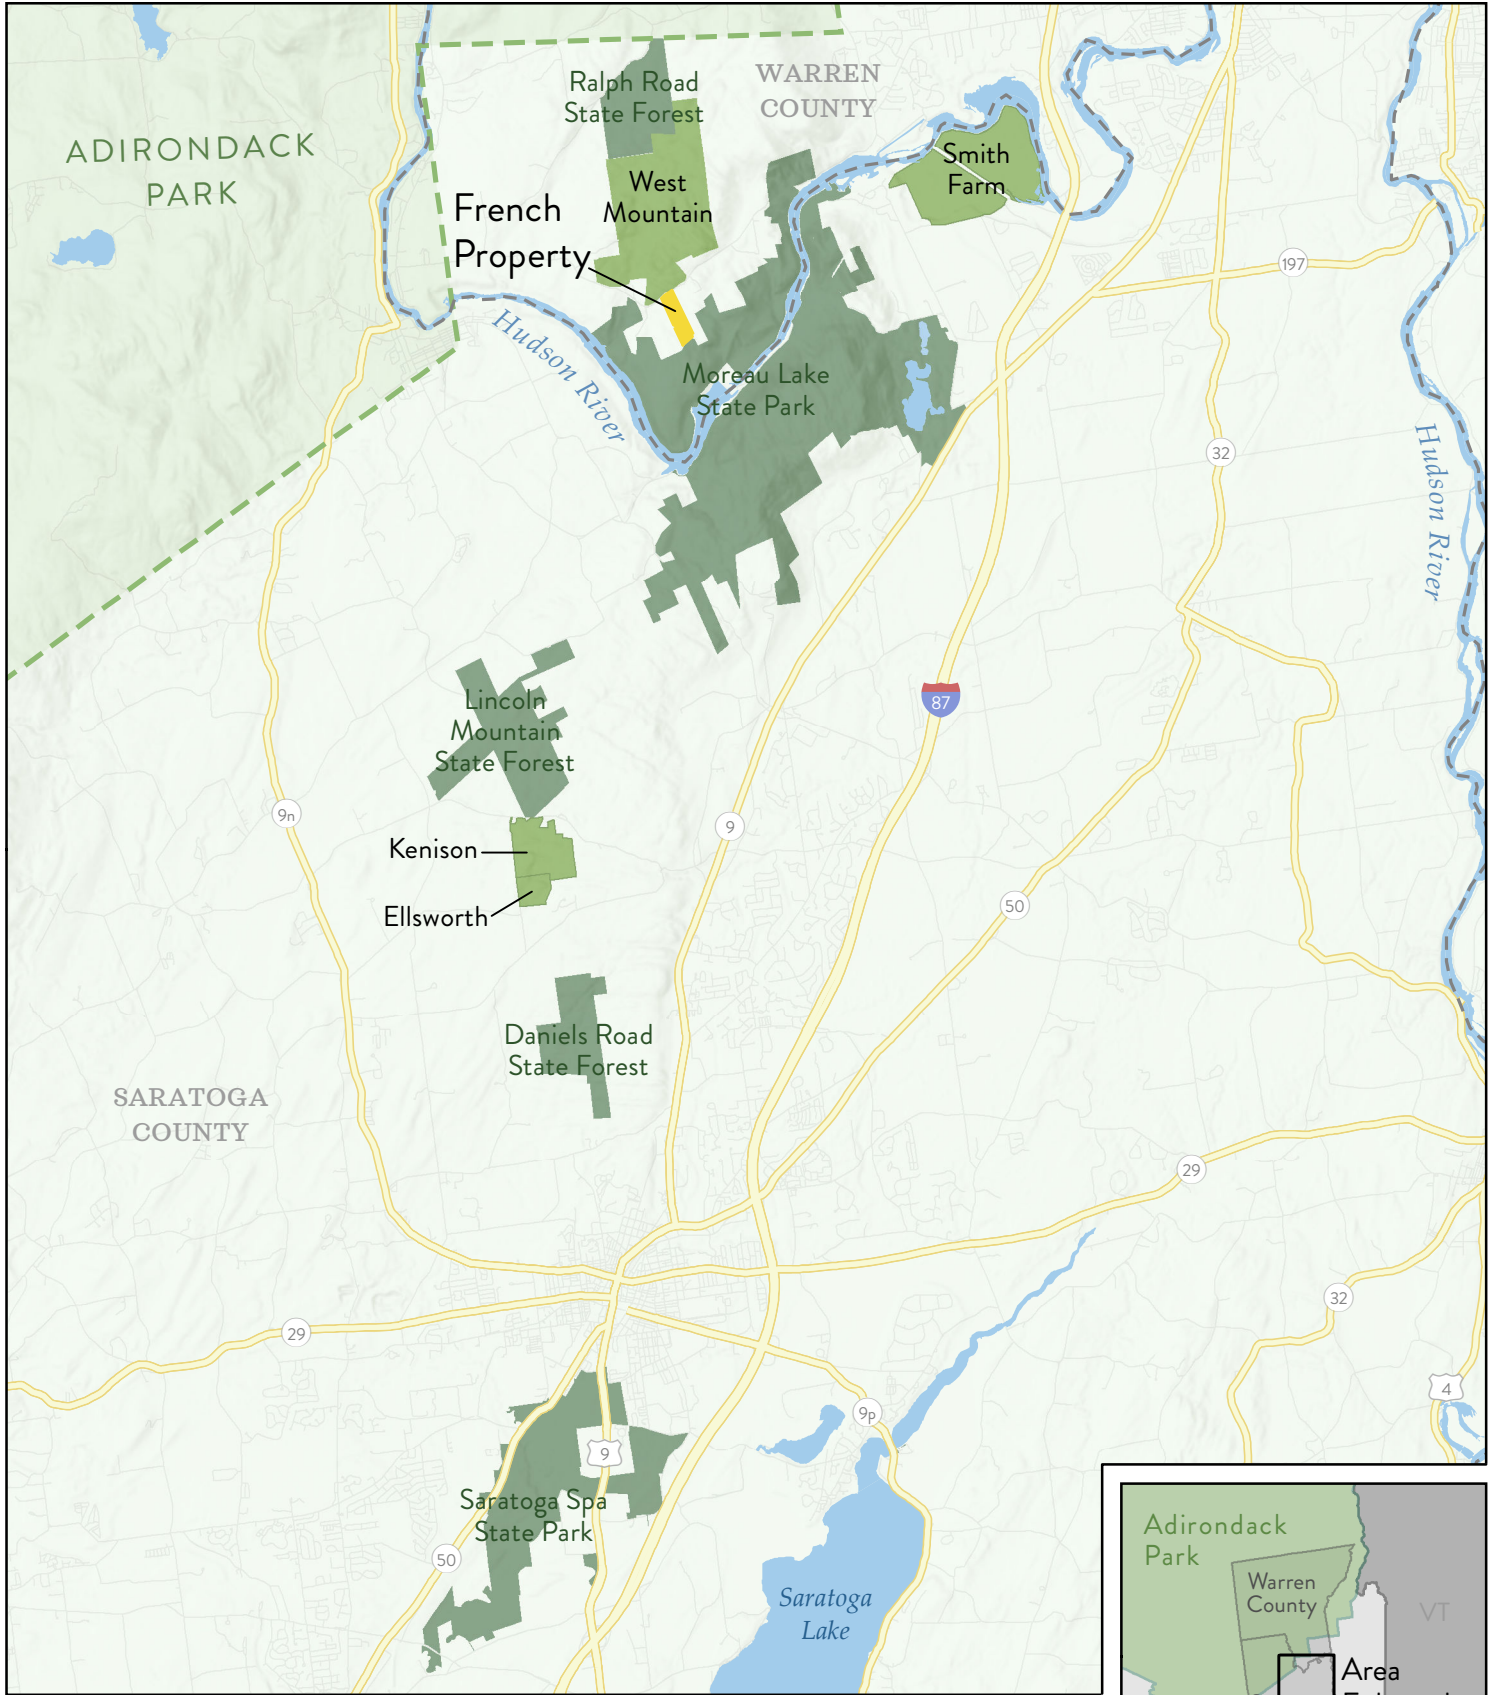 Ralph Road
State Forest
WARREN
COUNTY
ADIRONDACK
PARK
Smith
Farm
West
Mountain
French
Property
197
Hudson River
Moreau Lake
State Park
32
Hudson River
Lincoln
Mountain
State Forest
87
9n
9
Kenison
50
Ellsworth
Daniels Road
State Forest
SARATOGA
COUNTY
29
32
29
4
9p
9
Saratoga Spa
State Park
50
Saratoga
Lake
Adirondack
Park
Warren
County
VT
Area